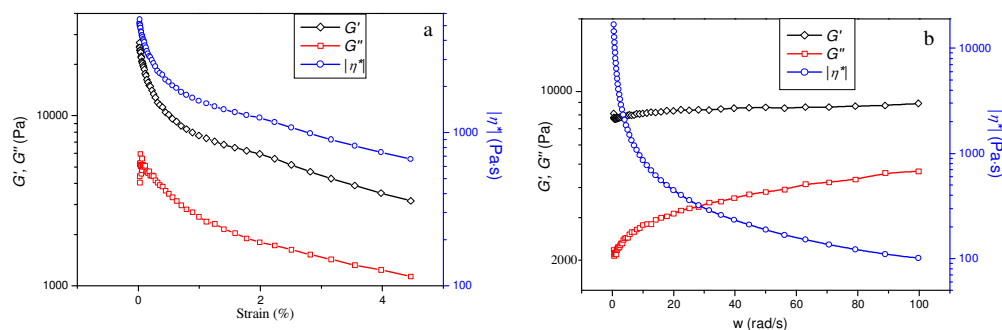 a
G'
G''
|η*|
10000
1000
G', G'' (Pa)
0
2
4
Strain (%)
1000
100
|η*| (Pa·s)
b
G'
G''
|η*|
10000
2000
G', G'' (Pa)
0
20
40
60
80
100
w (rad/s)
10000
1000
100
|η*| (Pa·s)